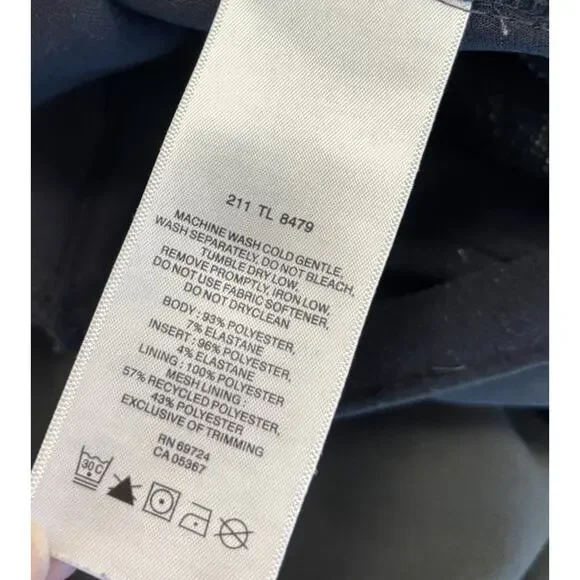 211 TL 8479
MACHINE WASH COLD GENTLE,
WASH SEPARATELY, DO NOT BLEACH,
TUMBLE DRY LOW,
REMOVE PROMPTLY, IRON LOW,
DO NOT USE FABRIC SOFTENER,
DO NOT DRYCLEAN
BODY : 93% POLYESTER,
7% ELASTANE
INSERT : 96% POLYESTER,
4% ELASTANE
LINING : 100% POLYESTER
MESH LINING :
57% RECYCLED POLYESTER,
43% POLYESTER
EXCLUSIVE OF TRIMMING
RN 69724
CA 05367
30 C